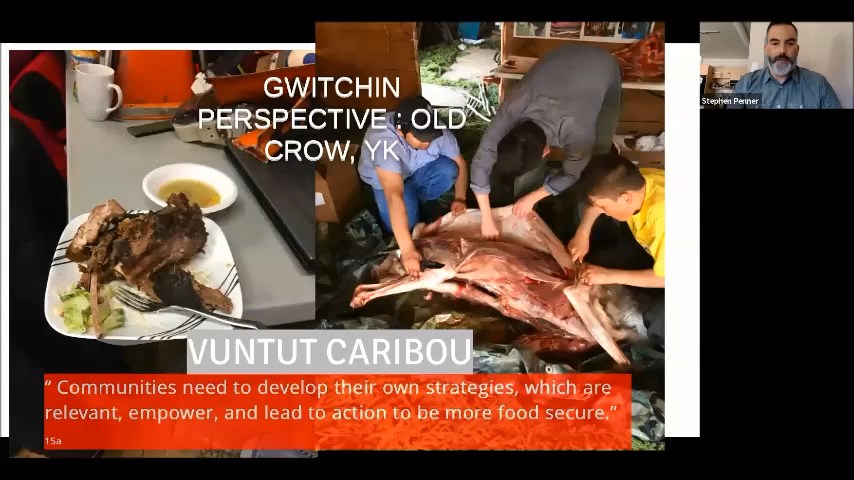 GWITCHIN
PERSPECTIVE : OLD
CROW, YK
Stephen Penner
VUNTUT CARIBOU
“ Communities need to develop their own strategies, which are
relevant, empower, and lead to action to be more food secure.”
15a